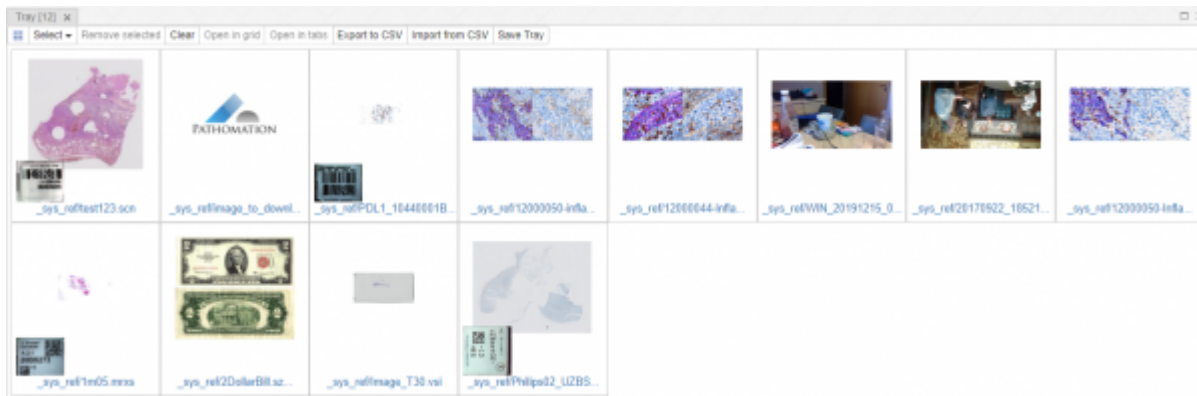 Tray [12] x
Select Remove selected Clear Open in grid Open in tabs Export to CSV Import from CSV Save Tray
PATHOMATION
_sys_ref/test123.scn
_sys_ref/image_to_downl...
_sys_ref/PDL1_10440001B...
_sys_ref/12000050-infla...
_sys_ref/12000044-Infla...
_sys_ref/WIN_20191215_0...
_sys_ref/20170922_18521...
_sys_ref/12000050-Infla...
2
2
_sys_ref/1m05.mrxs
_sys_ref/2DollarBill.sz...
_sys_ref/Image_T30.vsi
_sys_ref/Philips02_UZBS...